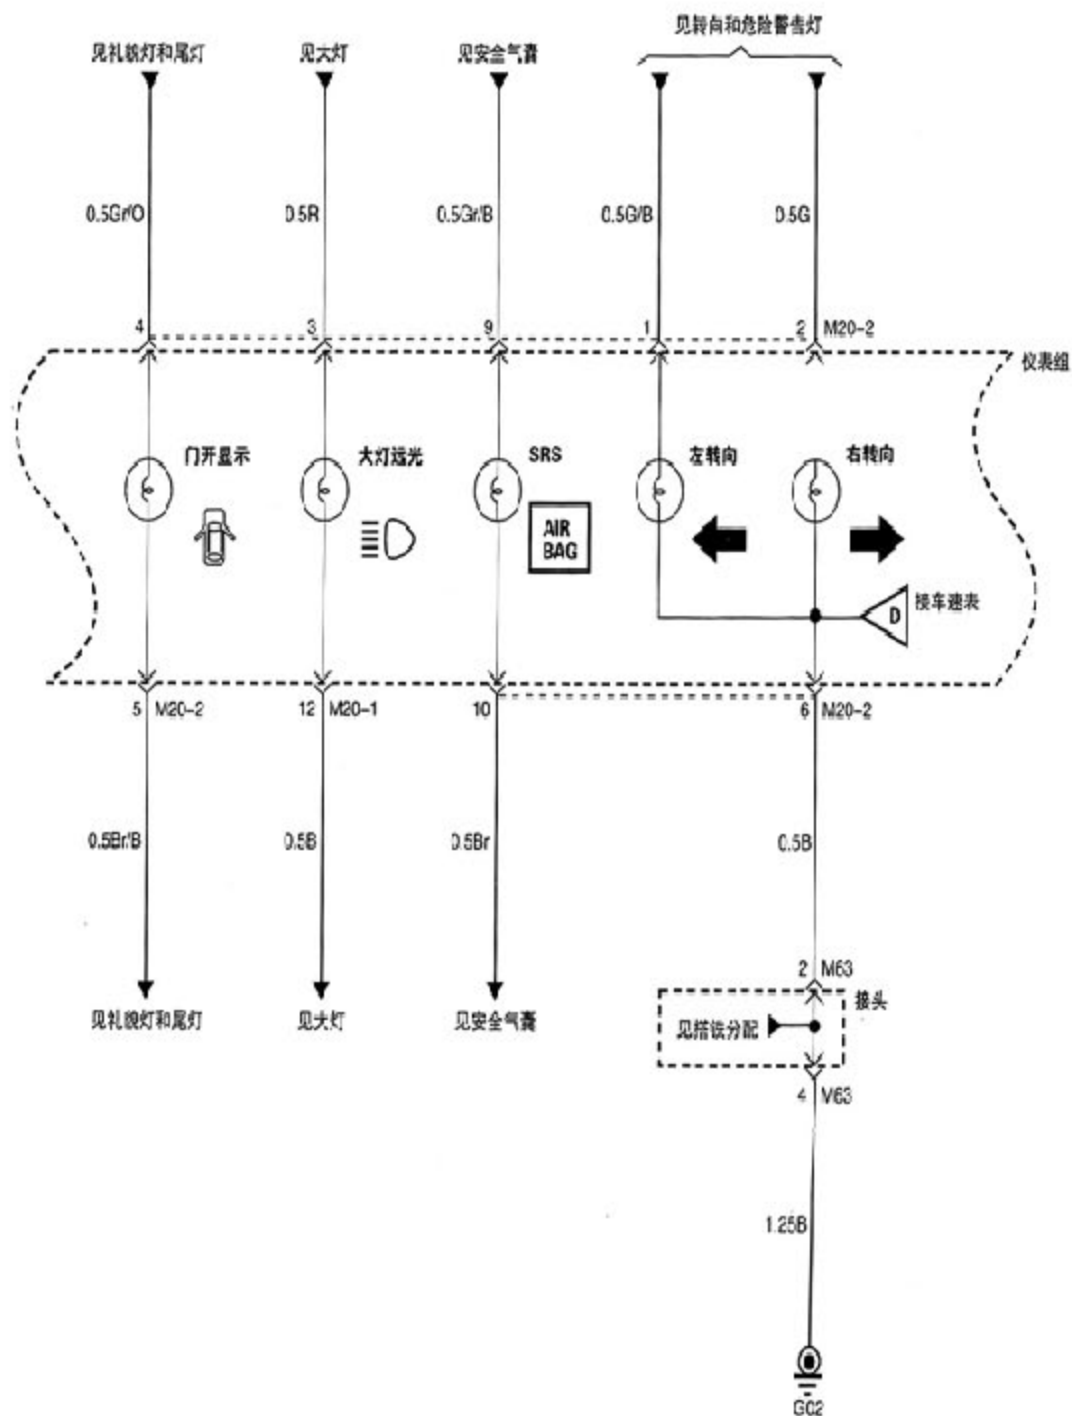 见转向和危险警告灯
见礼貌灯和尾灯
见大灯
见安全气囊
0.5Gr/O
0.5R
0.5Gr/B
0.5G/B
0.5G
4
3
9
1
2
M20-2
仪表组
门开显示
大灯远光
SRS
左转向
右转向
AIR
BAG
D
接车速表
5
M20-2
12
M20-1
10
6
M20-2
0.5Br/B
0.5B
0.5Br
0.5B
2
M63
接头
见礼貌灯和尾灯
见大灯
见安全气囊
见搭铁分配
4
M63
1.25B
G02